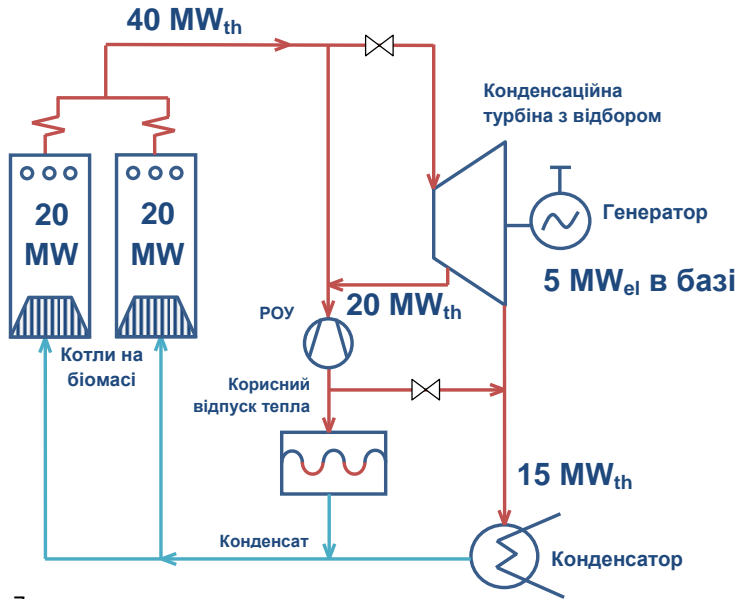 40 MWth
Конденсаційна
турбіна з відбором
20
MW
20
MW
Генератор
5 MWel в базі
20 MWth
РОУ
Котли на
біомасі
Корисний
відпуск тепла
15 MWth
Конденсат
Конденсатор